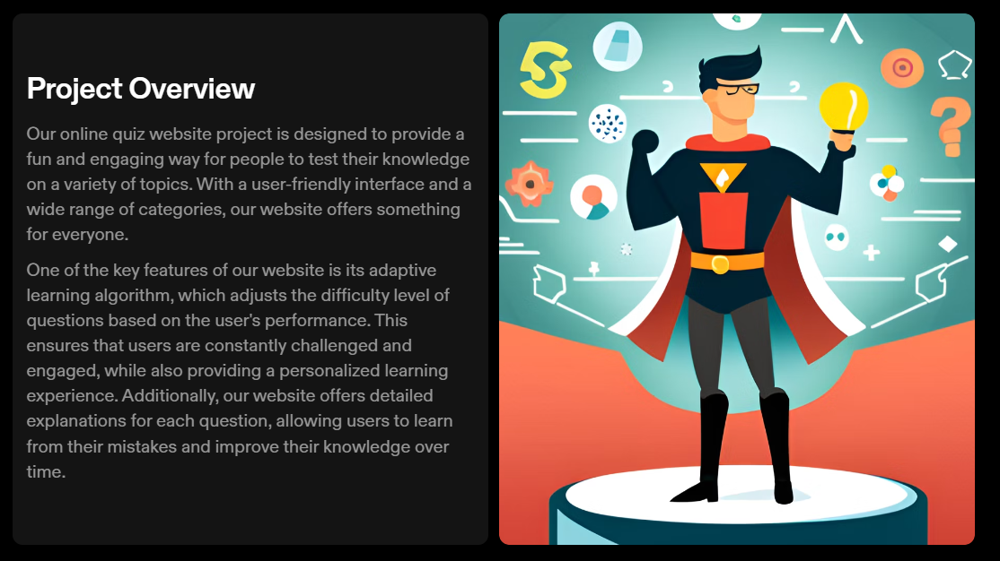 Project Overview
Our online quiz website project is designed to provide a
fun and engaging way for people to test their knowledge
on a variety of topics. With a user-friendly interface and a
wide range of categories, our website offers something
for everyone.
One of the key features of our website is its adaptive
learning algorithm, which adjusts the difficulty level of
questions based on the user's performance. This
ensures that users are constantly challenged and
engaged, while also providing a personalized learning
experience. Additionally, our website offers detailed
explanations for each question, allowing users to learn
from their mistakes and improve their knowledge over
time.
?